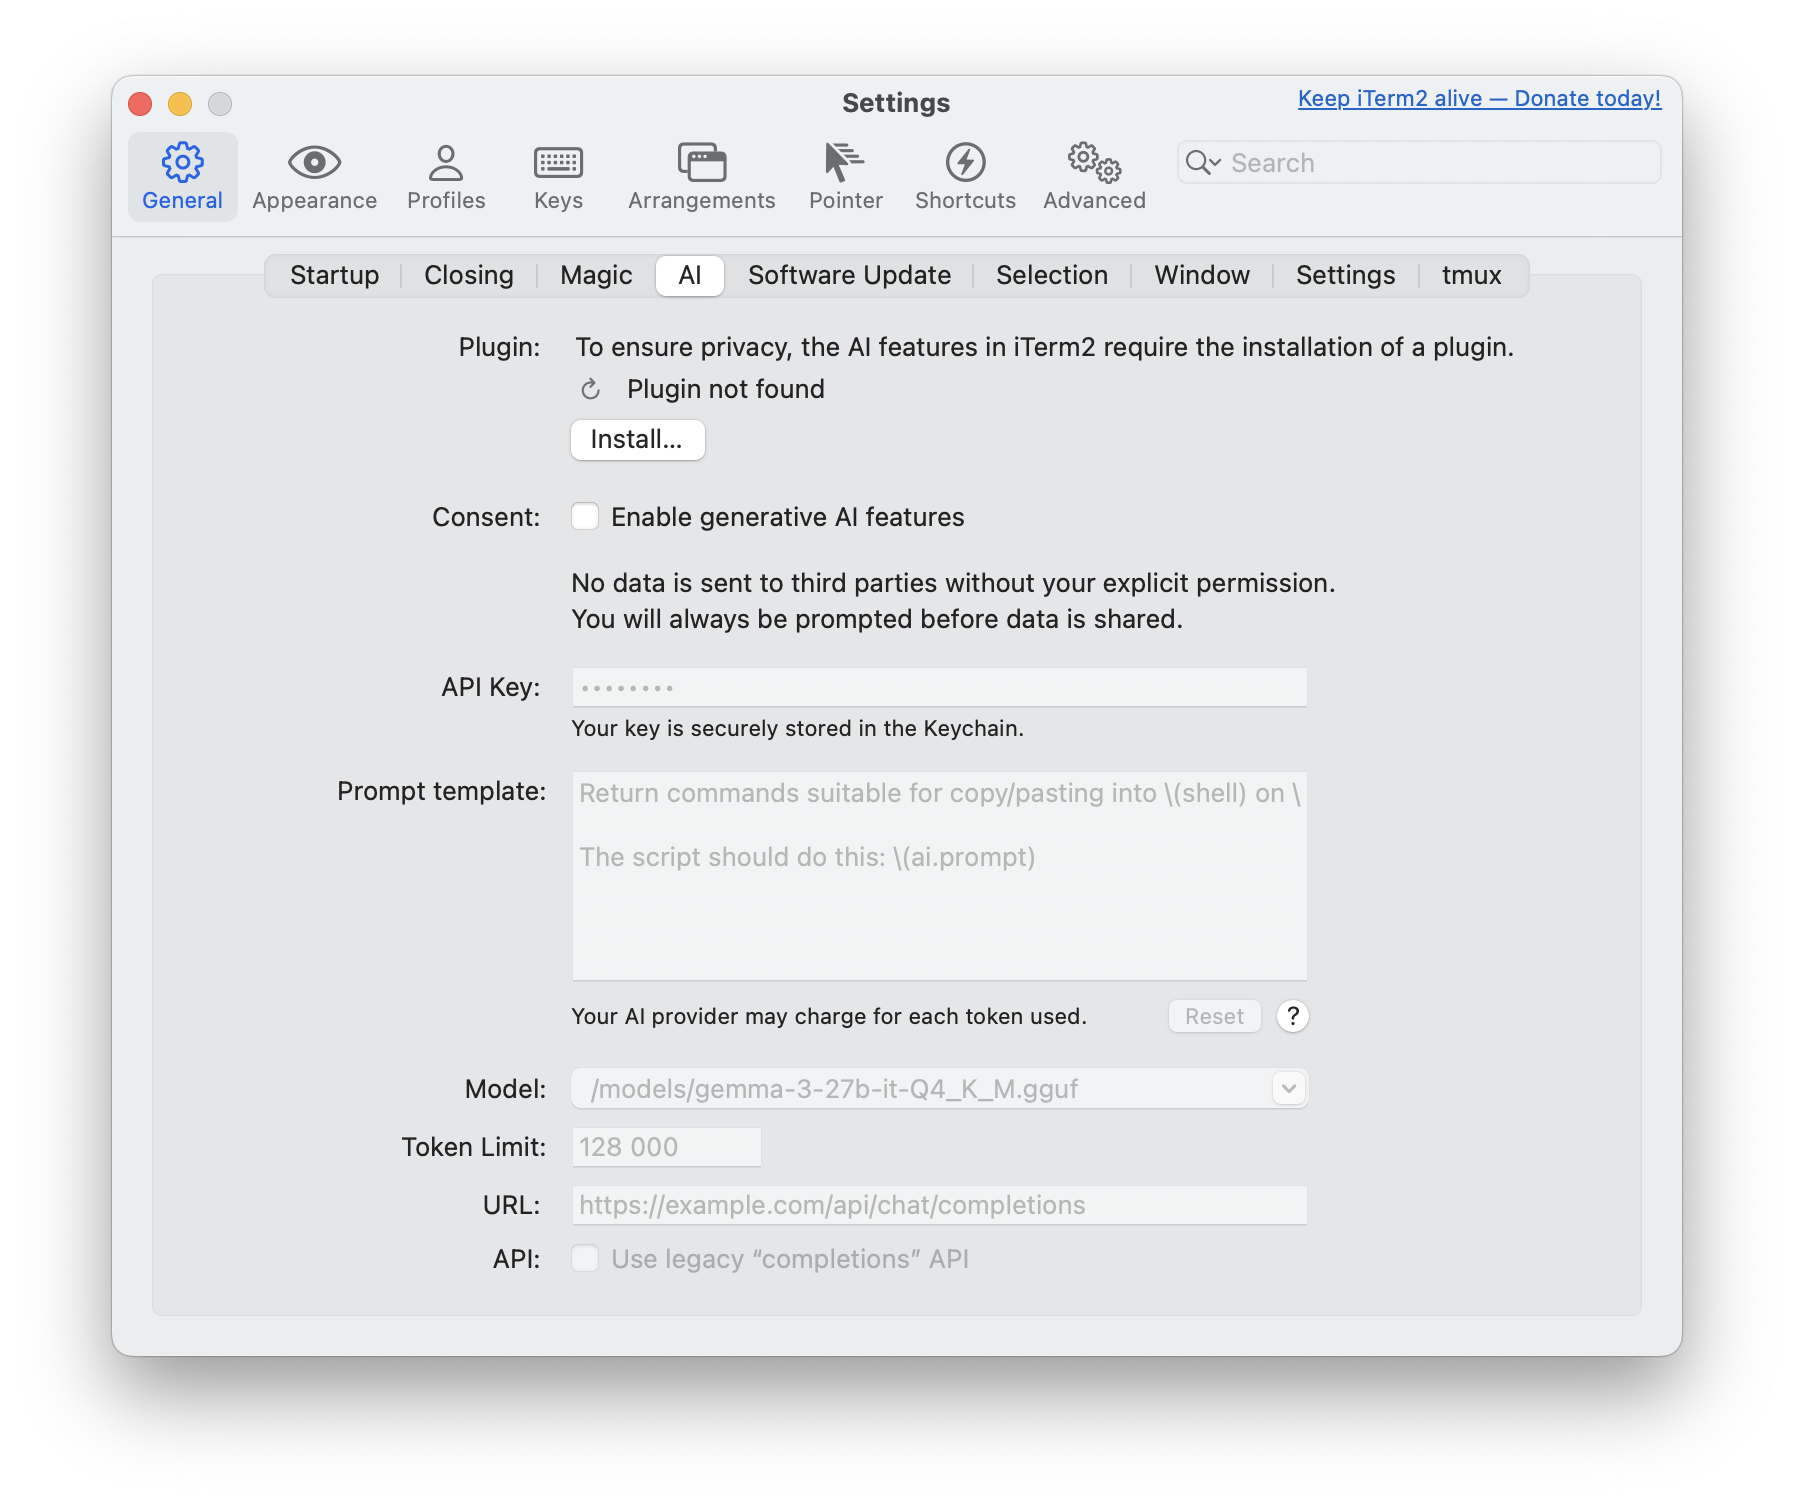 Settings
Keep iTerm2 alive — Donate today!
General
Appearance
Profiles
Keys
Arrangements
Pointer
Shortcuts
Advanced
Search
Startup
Closing
Magic
AI
Software Update
Selection
Window
Settings
tmux
Plugin:
To ensure privacy, the AI features in iTerm2 require the installation of a plugin.
Plugin not found
Install...
Consent:
Enable generative AI features
No data is sent to third parties without your explicit permission.
You will always be prompted before data is shared.
API Key:
••••••••
Your key is securely stored in the Keychain.
Prompt template:
Return commands suitable for copy/pasting into \(shell) on \
The script should do this: \(ai.prompt)
Your AI provider may charge for each token used.
Reset
?
Model:
/models/gemma-3-27b-it-Q4_K_M.gguf
Token Limit:
128 000
URL:
https://example.com/api/chat/completions
API:
Use legacy “completions” API